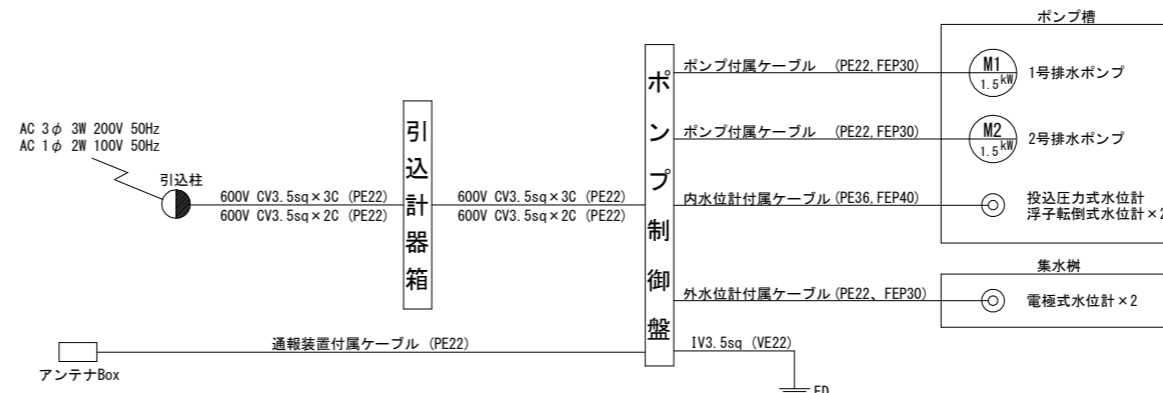 ポンプ槽
ポンプ付属ケーブル (PE22, FEP30)
M1
1.5kW
1号排水ポンプ
AC 3φ 3W 200V 50Hz
AC 1φ 2W 100V 50Hz
ポンプ付属ケーブル (PE22, FEP30)
M2
1.5kW
2号排水ポンプ
引込柱
600V CV3.5sq×3C (PE22)
600V CV3.5sq×2C (PE22)
引込計器箱
600V CV3.5sq×3C (PE22)
600V CV3.5sq×2C (PE22)
ポンプ制御盤
内水位計付属ケーブル(PE36, FEP40)
投込圧力式水位計
浮子転倒式水位計×2
集水桝
外水位計付属ケーブル(PE22、FEP30)
電極式水位計×2
通報装置付属ケーブル (PE22)
アンテナBox
IV3.5sq (VE22)
ED